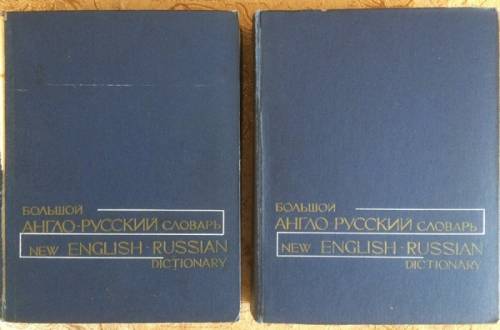 БОЛЬШОЙ
АНГЛО-РУССКИЙ СЛОВАРЬ
NEW ENGLISH-RUSSIAN
DICTIONARY
БОЛЬШОЙ
АНГЛО-РУССКИЙ СЛОВАРЬ
NEW ENGLISH-RUSSIAN
DICTIONARY